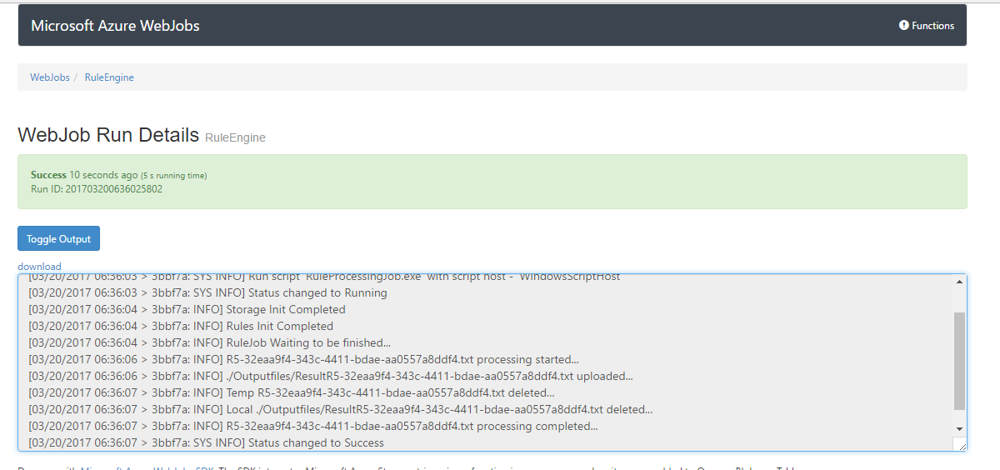 Microsoft Azure WebJobs
Functions
WebJobs / RuleEngine
WebJob Run Details RuleEngine
Success 10 seconds ago (5 s running time)
Run ID: 201703200636025802
Toggle Output
download
[03/20/2017 06:36:03 > 3bbf7a: SYS INFO] Run script 'RuleProcessingJob.exe' with script host - 'WindowsScriptHost'
[03/20/2017 06:36:03 > 3bbf7a: SYS INFO] Status changed to Running
[03/20/2017 06:36:04 > 3bbf7a: INFO] Storage Init Completed
[03/20/2017 06:36:04 > 3bbf7a: INFO] Rules Init Completed
[03/20/2017 06:36:04 > 3bbf7a: INFO] RuleJob Waiting to be finished...
[03/20/2017 06:36:06 > 3bbf7a: INFO] R5-32eaa9f4-343c-4411-bdae-aa0557a8ddf4.txt processing started...
[03/20/2017 06:36:06 > 3bbf7a: INFO] ./Outputfiles/ResultR5-32eaa9f4-343c-4411-bdae-aa0557a8ddf4.txt uploaded...
[03/20/2017 06:36:07 > 3bbf7a: INFO] Temp R5-32eaa9f4-343c-4411-bdae-aa0557a8ddf4.txt deleted...
[03/20/2017 06:36:07 > 3bbf7a: INFO] Local ./Outputfiles/ResultR5-32eaa9f4-343c-4411-bdae-aa0557a8ddf4.txt deleted...
[03/20/2017 06:36:07 > 3bbf7a: INFO] R5-32eaa9f4-343c-4411-bdae-aa0557a8ddf4.txt processing completed...
[03/20/2017 06:36:07 > 3bbf7a: SYS INFO] Status changed to Success